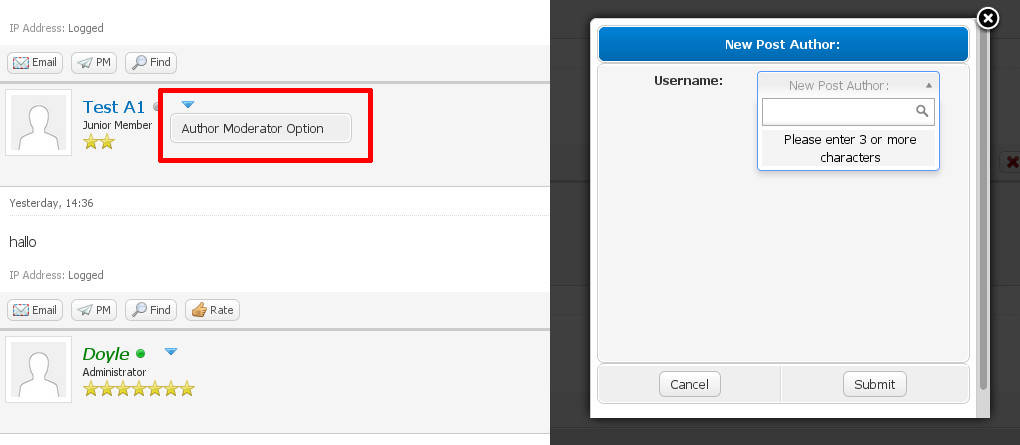 IP Address: Logged
Email PM Find
Test A1
Junior Member
Author Moderator Option
Yesterday, 14:36
hallo
IP Address: Logged
Email PM Find Rate
Doyle
Administrator
New Post Author:
Username:
New Post Author:
Please enter 3 or more
characters
Cancel Submit